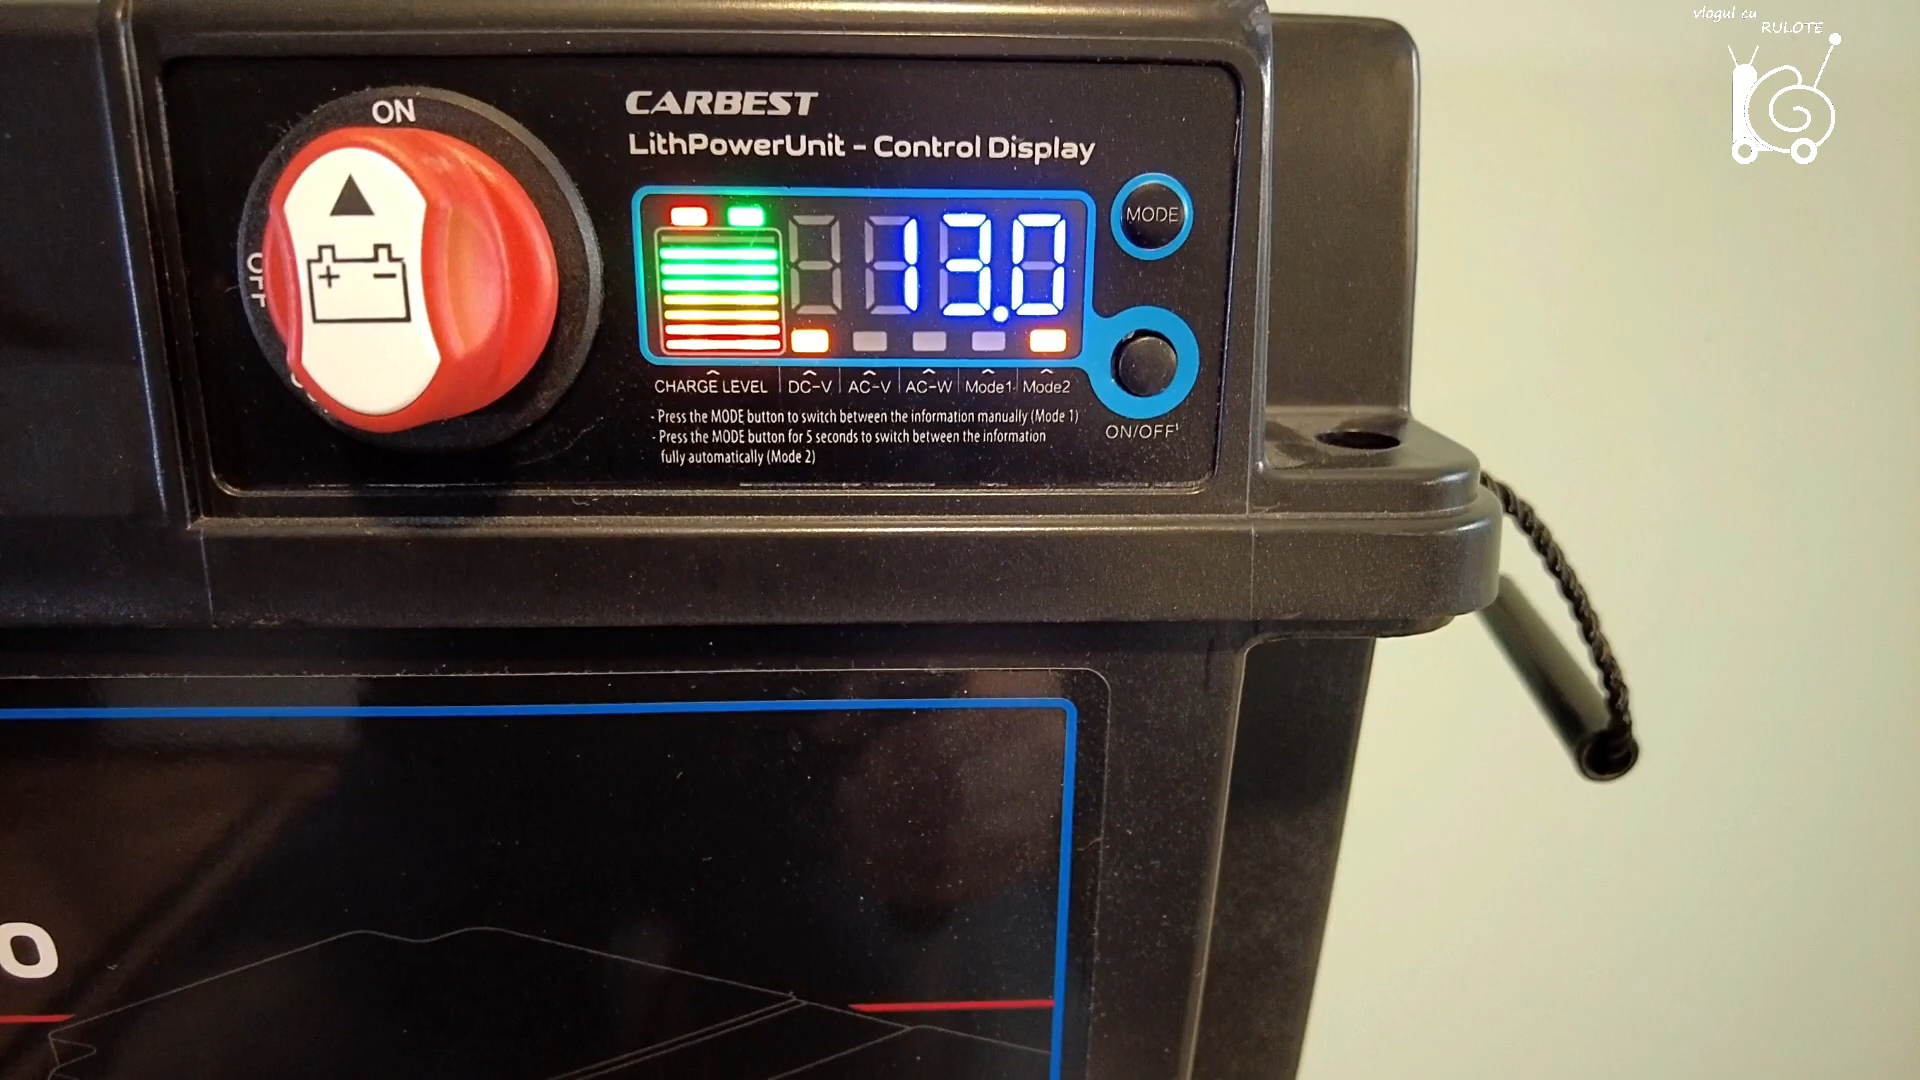 vlogul cu
RULOTE
ON
OFF
CARBEST
LithPowerUnit - Control Display
MODE
13.0
CHARGE LEVEL DC-V AC-V AC-W Mode1 Mode2
- Press the MODE button to switch between the information manually (Mode 1)
- Press the MODE button for 5 seconds to switch between the information
fully automatically (Mode 2)
ON/OFF
+ -